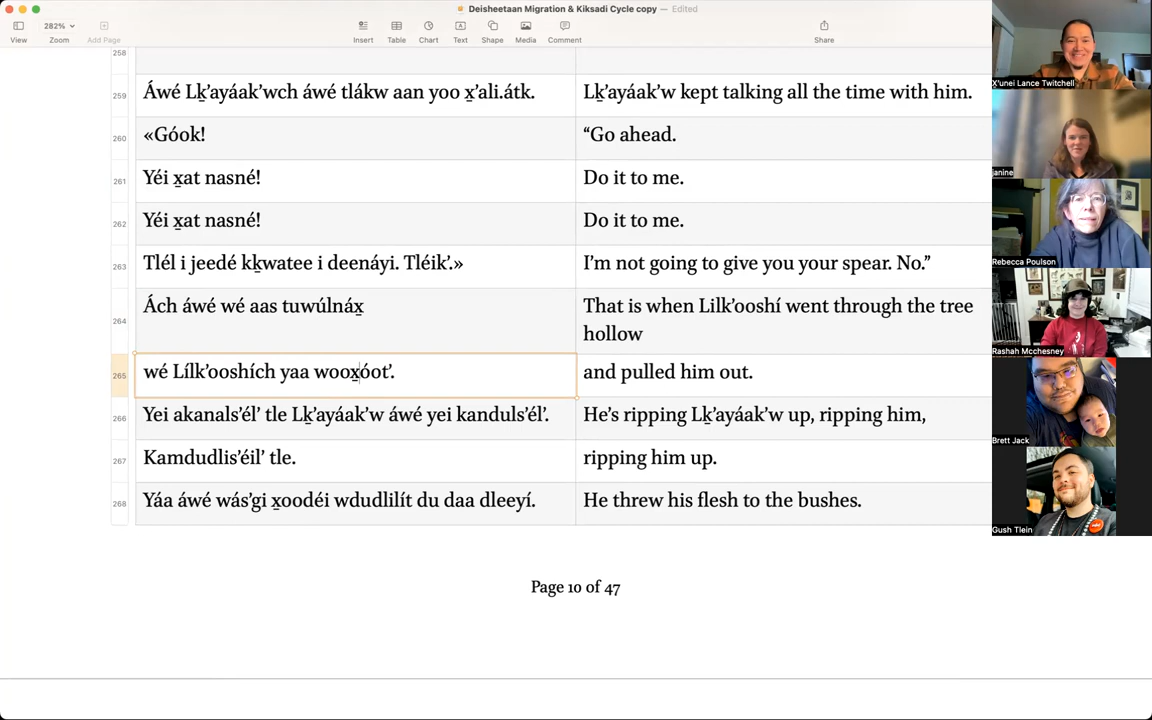 Deisheetaan Migration & Kiksadi Cycle copy — Edited
282%
View Zoom Add Page Insert Table Chart Text Shape Media Comment Share
258
259 Áwé Lḵ’ayáak’wch áwé tlákw aan yoo x̱’ali.átk. Lḵ’ayáak’w kept talking all the time with him.
260 «Góok! “Go ahead.
261 Yéi x̱at nasné! Do it to me.
262 Yéi x̱at nasné! Do it to me.
263 Tlél i jeedé kḵwatee i deenáyi. Tléik’.» I’m not going to give you your spear. No.”
264 Ách áwé wé aas tuwúlnáx̱ That is when Lilk’ooshí went through the tree
hollow
265 wé Lílk’ooshích yaa woox̱óot’. and pulled him out.
266 Yei akanals’él’ tle Lḵ’ayáak’w áwé yei kanduls’él’. He’s ripping Lḵ’ayáak’w up, ripping him,
267 Kamdudlis’éil’ tle. ripping him up.
268 Yáa áwé wás’gi x̱oodéi wdudlilít du daa dleeyí. He threw his flesh to the bushes.
Page 10 of 47
X̱’unei Lance Twitchell
janine
Rebecca Poulson
Rashah Mcchesney
Brett Jack
Gush Tlein